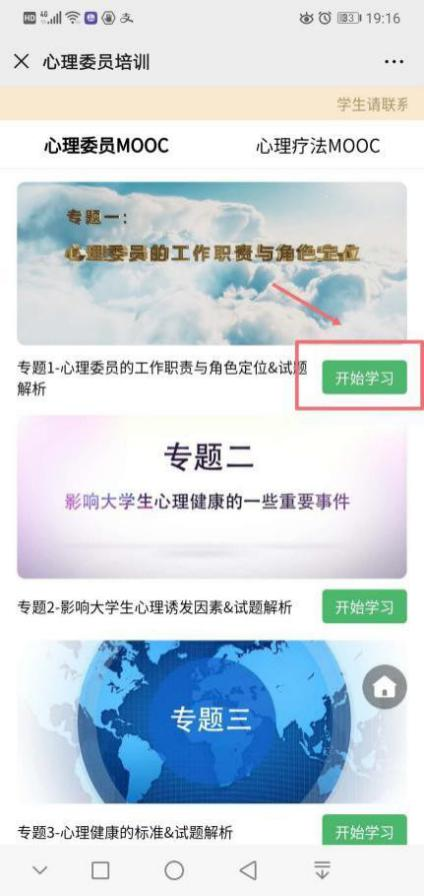 HD 4G 83 19:16
心理委员培训
学生请联系
心理委员MOOC 心理疗法MOOC
专题一:
心理委员的工作职责与角色定位
专题1-心理委员的工作职责与角色定位&试题
解析
开始学习
专题二
影响大学生心理健康的一些重要事件
专题2-影响大学生心理诱发因素&试题解析
开始学习
专题三
专题3-心理健康的标准&试题解析
开始学习